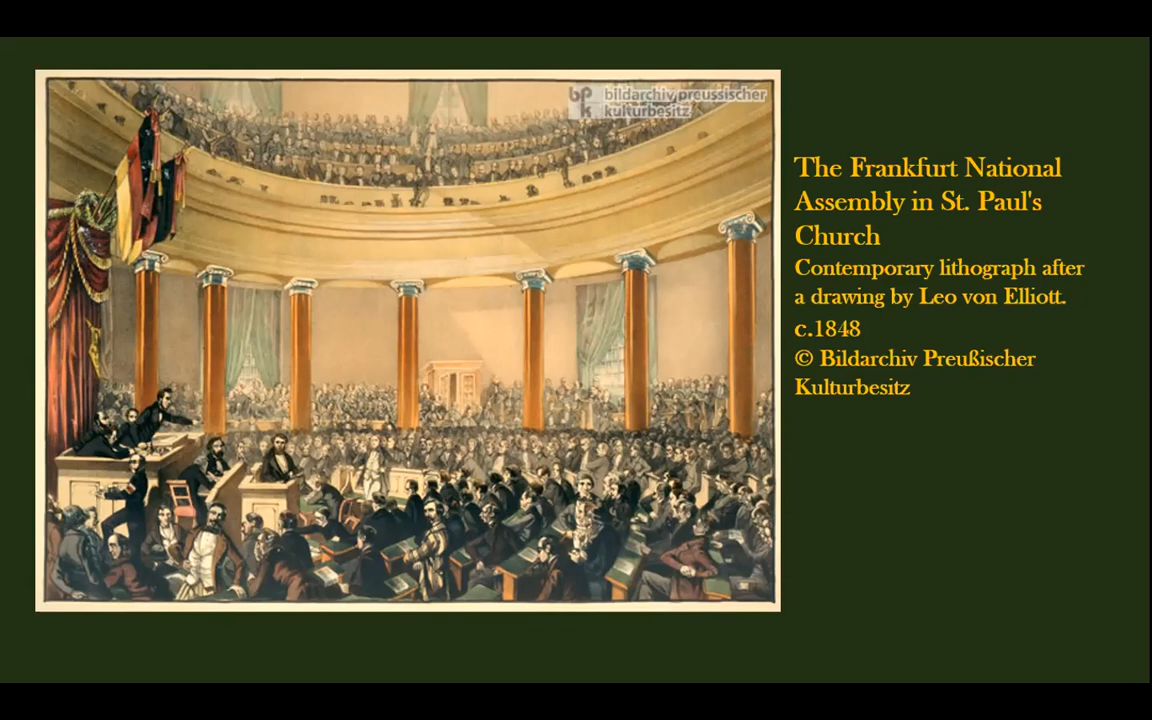 bpk bildarchiv preussischer
kulturbesitz
The Frankfurt National
Assembly in St. Paul's
Church
Contemporary lithograph after
a drawing by Leo von Elliott.
c.1848
© Bildarchiv Preußischer
Kulturbesitz